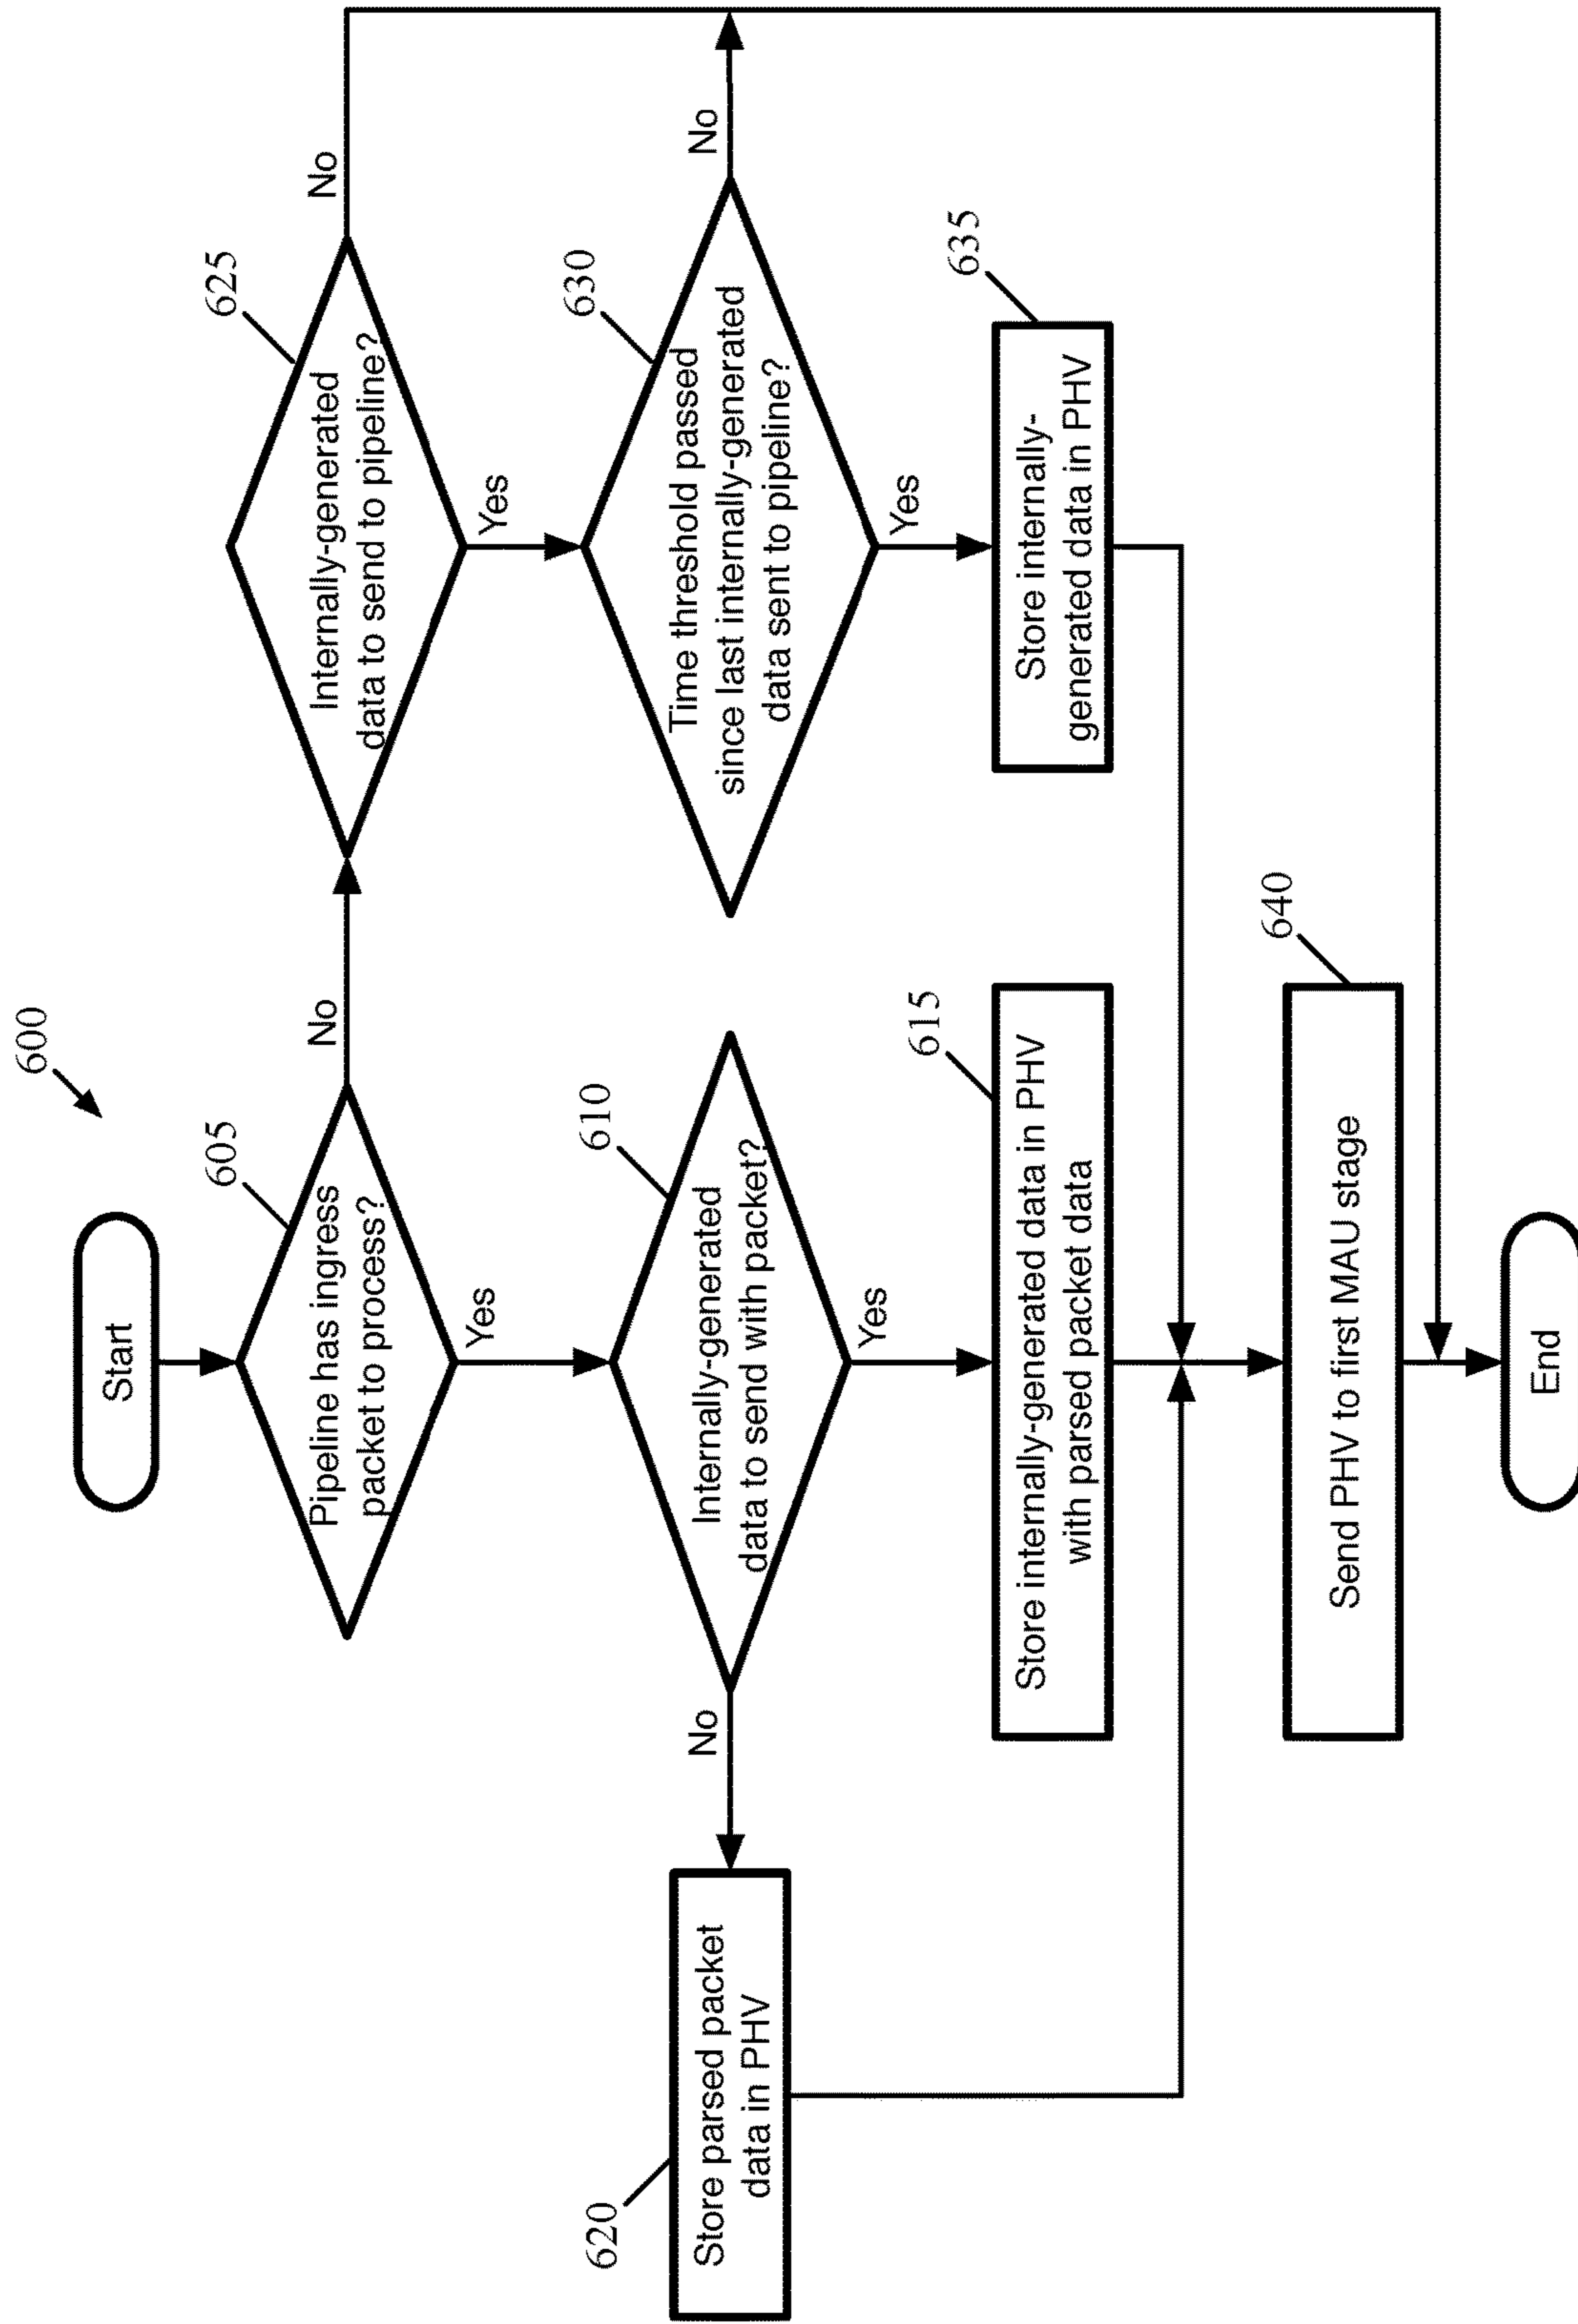 600
Start
605
Pipeline has ingress
packet to process?
No
Yes
625
Internally-generated
data to send to pipeline?
No
Yes
610
Internally-generated
data to send with packet?
No
Yes
630
Time threshold passed
since last internally-generated
data sent to pipeline?
No
Yes
620
Store parsed packet
data in PHV
615
Store internally-generated data in PHV
with parsed packet data
635
Store internally-
generated data in PHV
640
Send PHV to first MAU stage
End